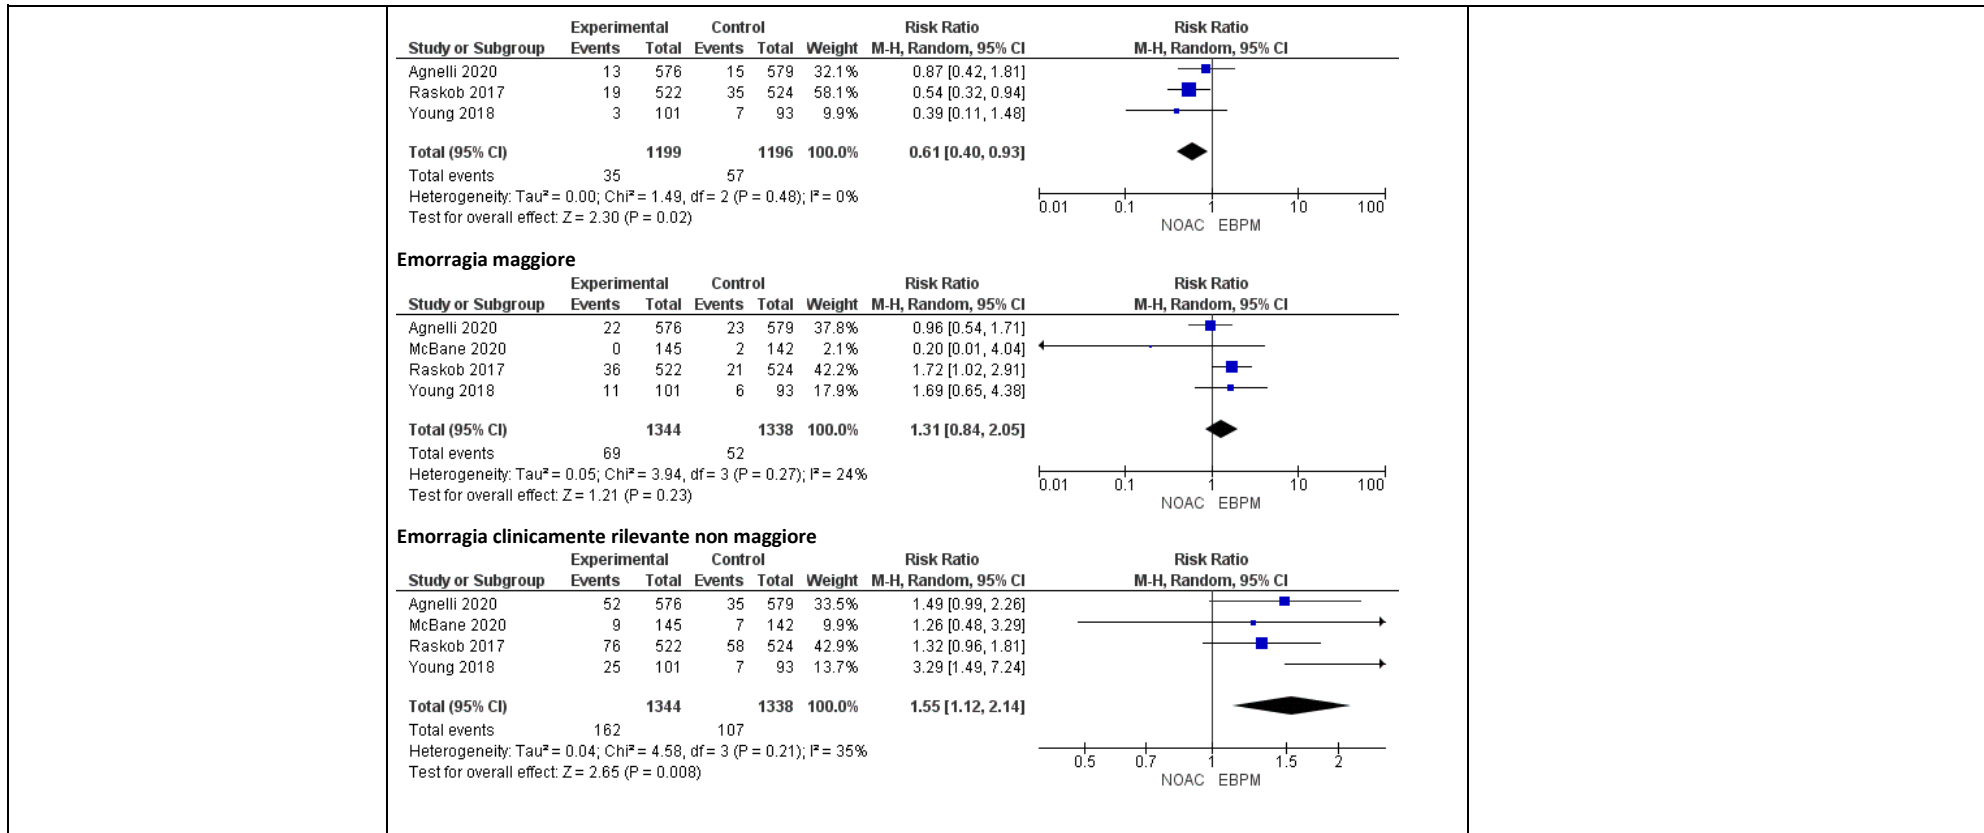 Experimental Control Risk Ratio Risk Ratio
Study or Subgroup Events Total Events Total Weight M-H, Random, 95% CI M-H, Random, 95% CI
Agnelli 2020 13 576 15 579 32.1% 0.87 [0.42, 1.81]
Raskob 2017 19 522 35 524 58.1% 0.54 [0.32, 0.94]
Young 2018 3 101 7 93 9.9% 0.39 [0.11, 1.48]
Total (95% CI) 1199 1196 100.0% 0.61 [0.40, 0.93]
Total events 35 57
Heterogeneity: Tau² = 0.00; Chi² = 1.49, df = 2 (P = 0.48); I² = 0%
Test for overall effect: Z = 2.30 (P = 0.02)
0.01 0.1 1 10 100
NOAC EBPM
Emorragia maggiore
Experimental Control Risk Ratio Risk Ratio
Study or Subgroup Events Total Events Total Weight M-H, Random, 95% CI M-H, Random, 95% CI
Agnelli 2020 22 576 23 579 37.8% 0.96 [0.54, 1.71]
McBane 2020 0 145 2 142 2.1% 0.20 [0.01, 4.04]
Raskob 2017 36 522 21 524 42.2% 1.72 [1.02, 2.91]
Young 2018 11 101 6 93 17.9% 1.69 [0.65, 4.38]
Total (95% CI) 1344 1338 100.0% 1.31 [0.84, 2.05]
Total events 69 52
Heterogeneity: Tau² = 0.05; Chi² = 3.94, df = 3 (P = 0.27); I² = 24%
Test for overall effect: Z = 1.21 (P = 0.23)
0.01 0.1 1 10 100
NOAC EBPM
Emorragia clinicamente rilevante non maggiore
Experimental Control Risk Ratio Risk Ratio
Study or Subgroup Events Total Events Total Weight M-H, Random, 95% CI M-H, Random, 95% CI
Agnelli 2020 52 576 35 579 33.5% 1.49 [0.99, 2.26]
McBane 2020 9 145 7 142 9.9% 1.26 [0.48, 3.29]
Raskob 2017 76 522 58 524 42.9% 1.32 [0.96, 1.81]
Young 2018 25 101 7 93 13.7% 3.29 [1.49, 7.24]
Total (95% CI) 1344 1338 100.0% 1.55 [1.12, 2.14]
Total events 162 107
Heterogeneity: Tau² = 0.04; Chi² = 4.58, df = 3 (P = 0.21); I² = 35%
Test for overall effect: Z = 2.65 (P = 0.008)
0.5 0.7 1 1.5 2
NOAC EBPM